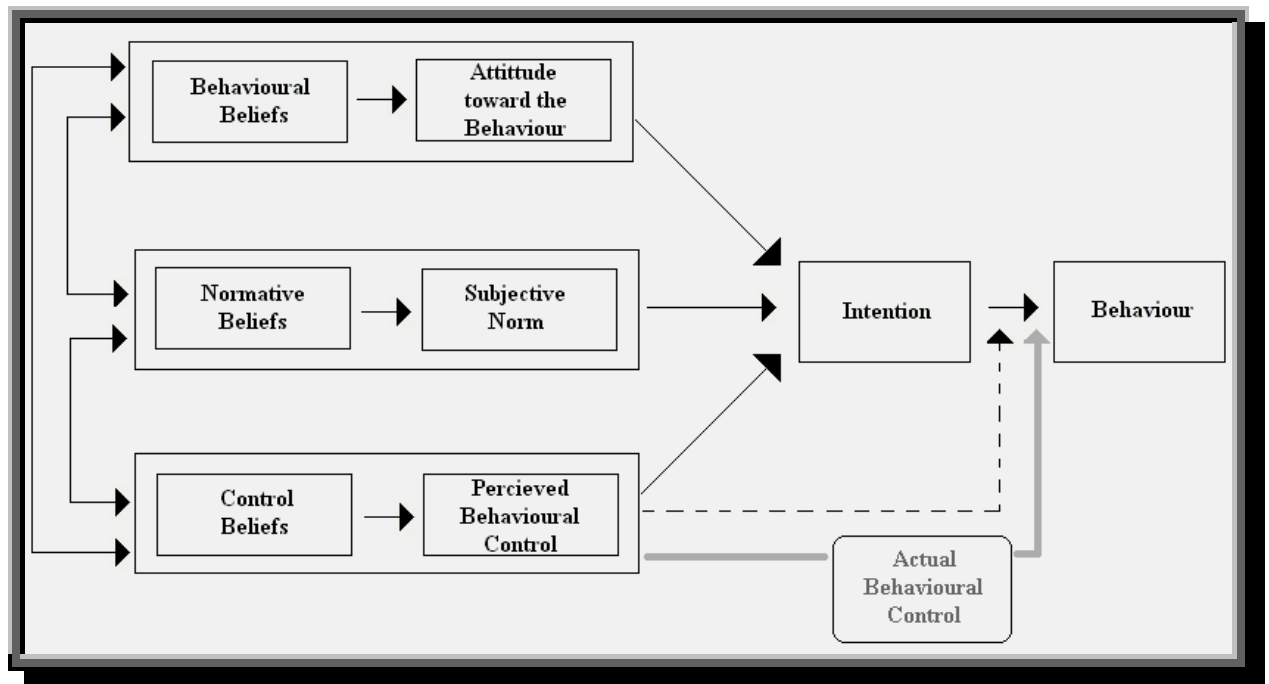 Behavioural
Beliefs
Attittude
toward the
Behaviour
Normative
Beliefs
Subjective
Norm
Intention
Behaviour
Control
Beliefs
Percieved
Behavioural
Control
Actual
Behavioural
Control